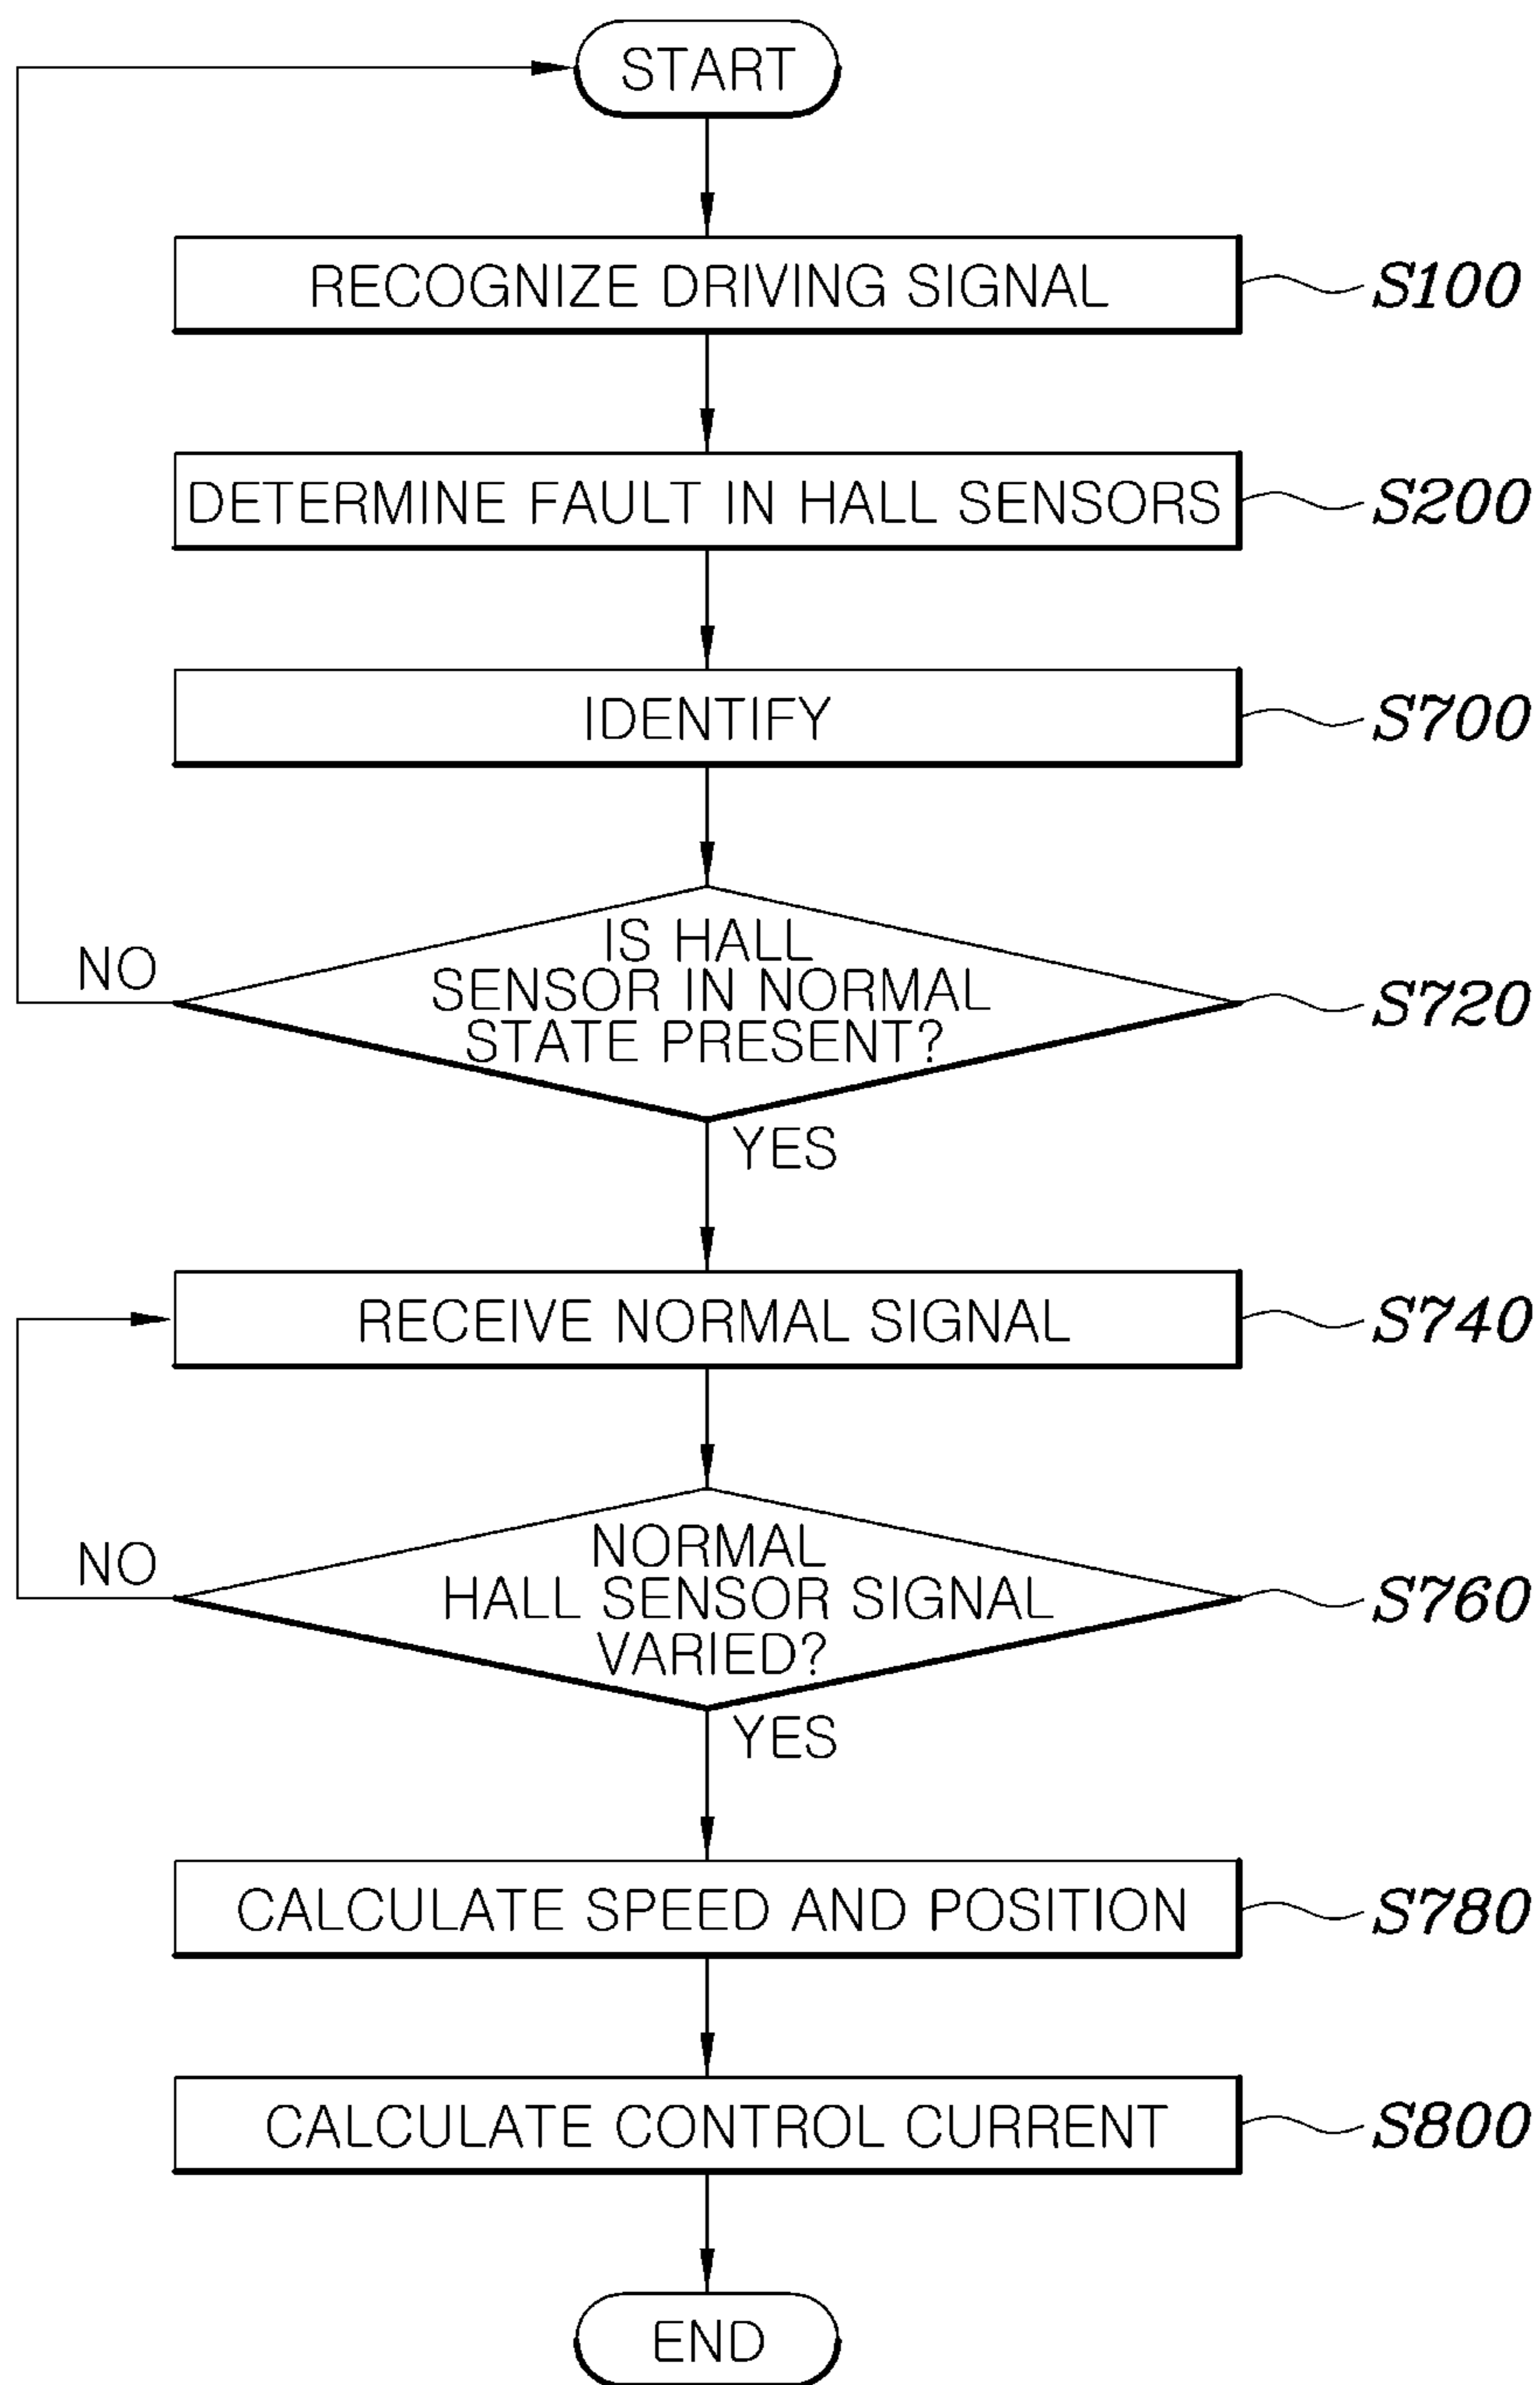 START
RECOGNIZE DRIVING SIGNAL
S100
DETERMINE FAULT IN HALL SENSORS
S200
IDENTIFY
S700
IS HALL
SENSOR IN NORMAL
STATE PRESENT?
S720
NO
YES
RECEIVE NORMAL SIGNAL
S740
NORMAL
HALL SENSOR SIGNAL
VARIED?
S760
NO
YES
CALCULATE SPEED AND POSITION
S780
CALCULATE CONTROL CURRENT
S800
END